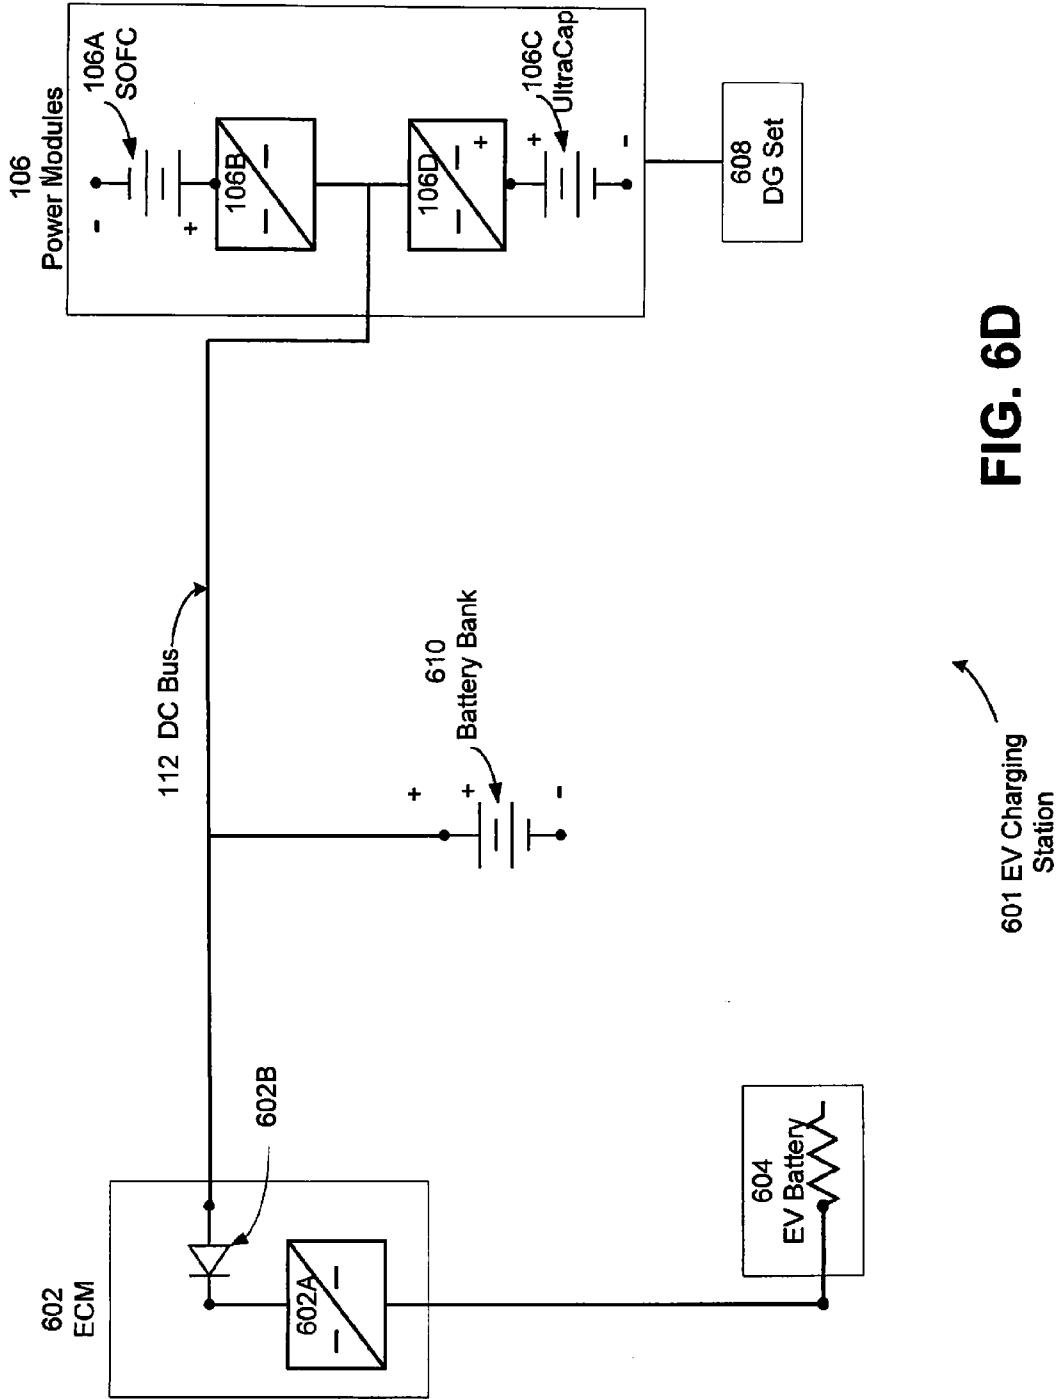 602
ECM
602B
602A
112 DC Bus
106
Power Modules
106A
SOFC
-
+
106B
106D
+
106C
UltraCap
+
-
610
Battery Bank
+
+
-
604
EV Battery
608
DG Set
601 EV Charging
Station
FIG. 6D